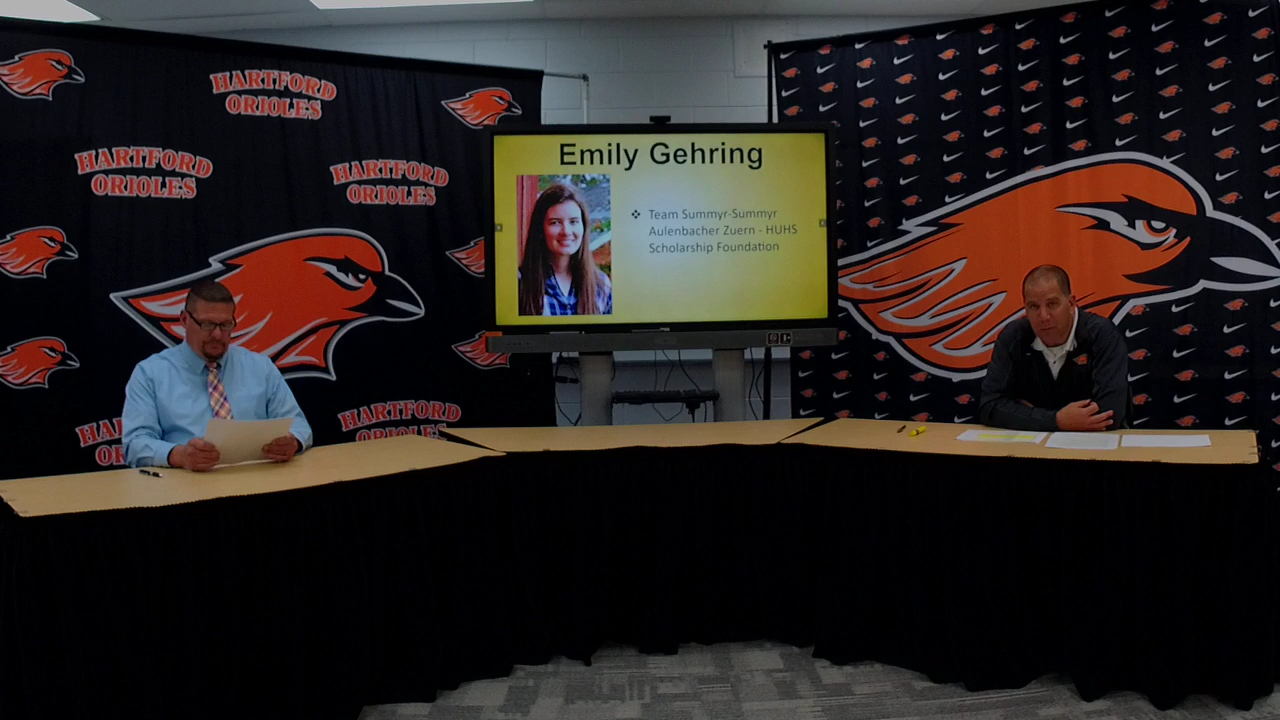 HARTFORD
ORIOLES
HARTFORD
ORIOLES
HARTFORD
ORIOLES
Emily Gehring
❖ Team Summyr-Summyr
Aulenbacher Zuern - HUHS
Scholarship Foundation
HARTFORD
ORIOLES